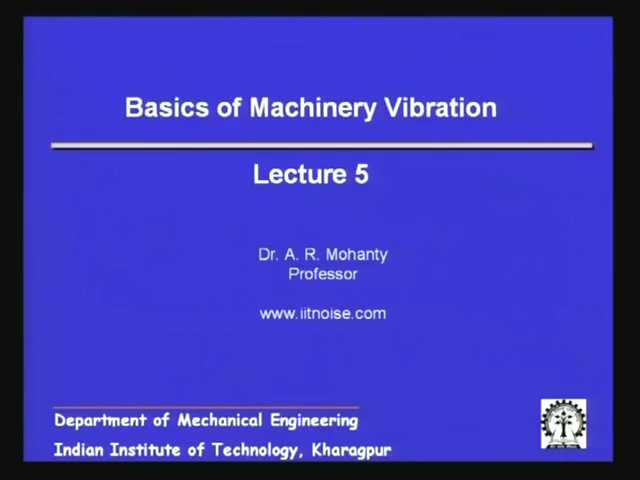 Basics of Machinery Vibration
Lecture 5
Dr. A. R. Mohanty
Professor
www.iitnoise.com
Department of Mechanical Engineering
Indian Institute of Technology, Kharagpur